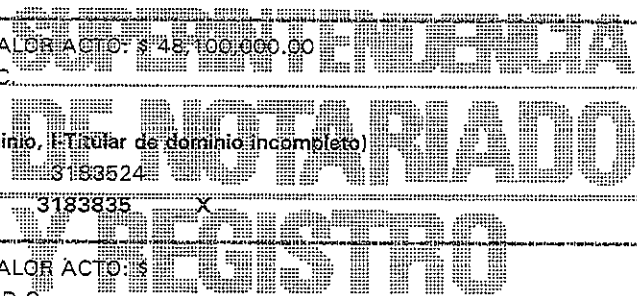 SUPERINTENDENCIA
ALOR ACTO: $ 48,100,000.00
C.
DE NOTARIADO
inio, I-Titular de dominio incompleto)
3183524
3183835 X
Y REGISTRO
ALOR ACTO: $
D.C.